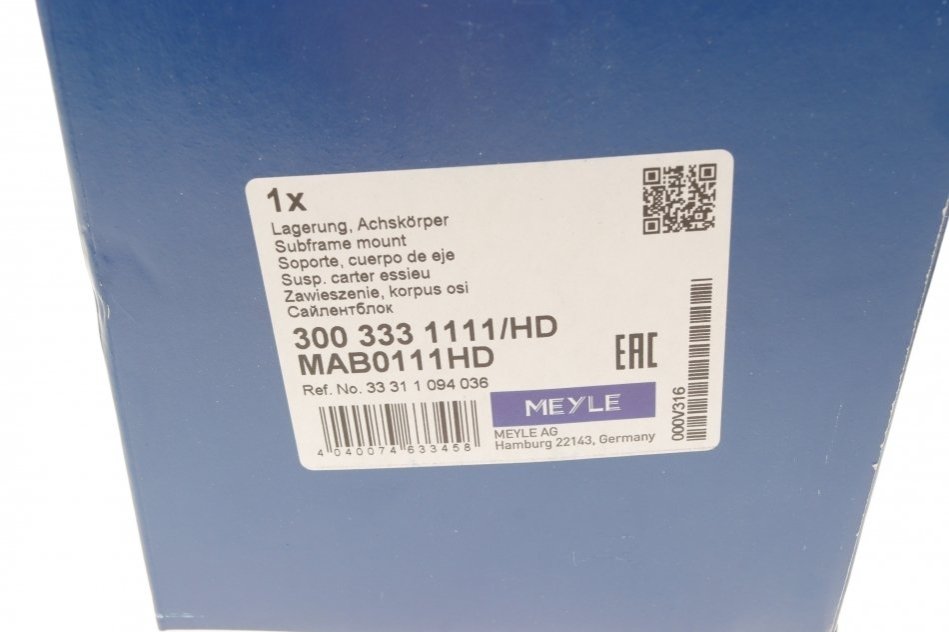 1x
Lagerung, Achskörper
Subframe mount
Soporte, cuerpo de eje
Susp. carter essieu
Zawieszenie, korpus osi
Сайлентблок
300 333 1111/HD
MAB0111HD
Ref. No. 33 31 1 094 036
4 040074 633458
EAC
MEYLE
MEYLE AG
Hamburg 22143, Germany
000V316